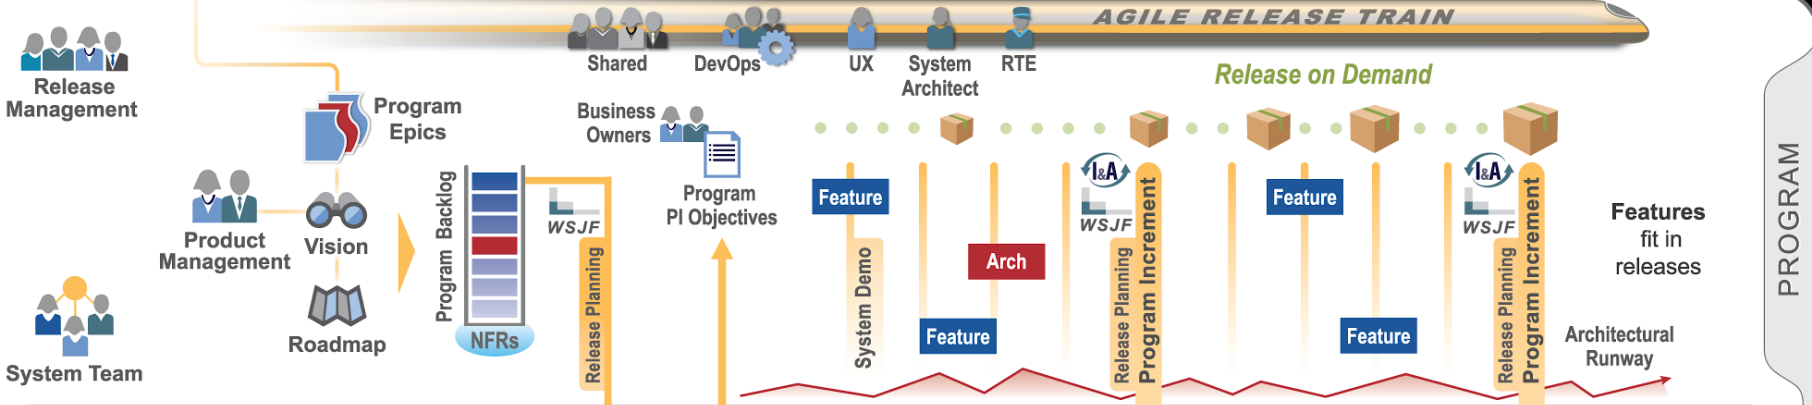 AGILE RELEASE TRAIN
Release
Management
Shared
DevOps
UX
System
Architect
RTE
Release on Demand
Program
Epics
Business
Owners
Product
Management
Vision
Roadmap
System Team
Program Backlog
NFRs
WSJF
Release Planning
Program
PI Objectives
Feature
System Demo
Feature
Arch
I&A
WSJF
Release Planning
Program Increment
Feature
Feature
I&A
WSJF
Release Planning
Program Increment
Features
fit in
releases
Architectural
Runway
PROGRAM